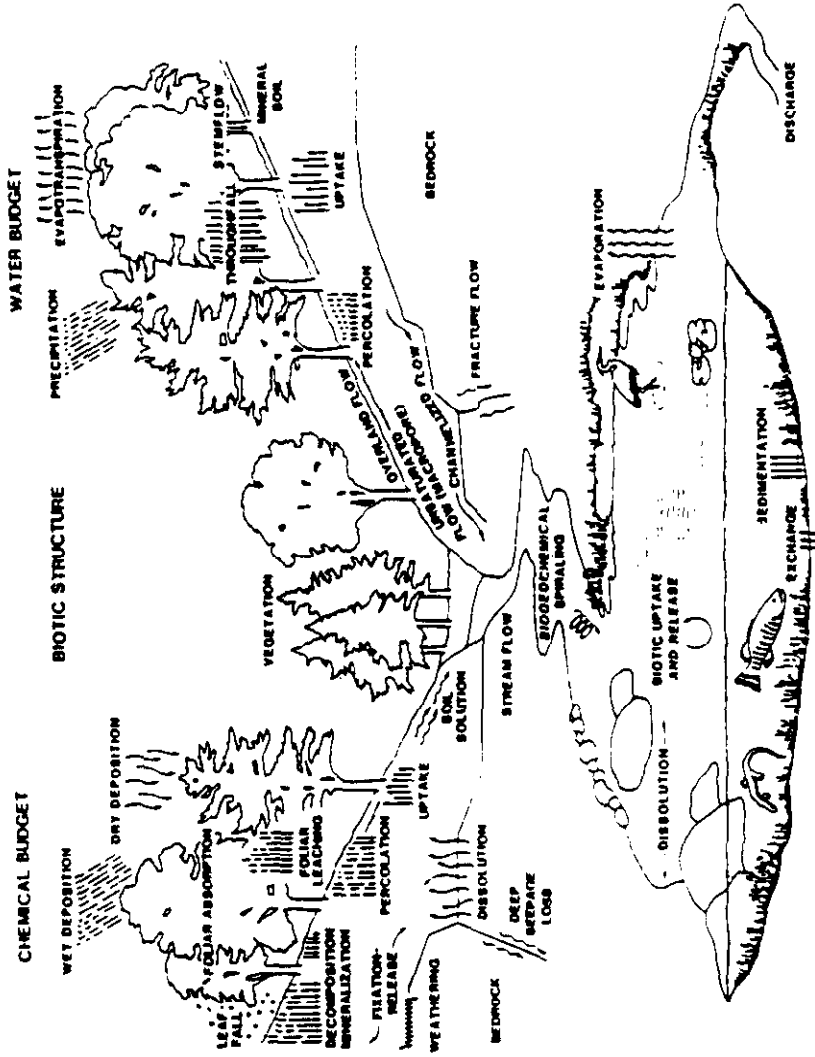 CHEMICAL BUDGET
BIOTIC STRUCTURE
WATER BUDGET
WET DEPOSITION
DRY DEPOSITION
LEAF
FALL
FOLIAR ABSORPTION
FOLIAR
LEACHING
DECOMPOSITION
MINERALIZATION
PERCOLATION
UPTAKE
FIXATION-
RELEASE
WEATHERING
BEDROCK
DISSOLUTION
DEEP
SEEPAGE
LOSS
SOIL
SOLUTION
STREAM FLOW
VEGETATION
PRECIPITATION
EVAPOTRANSPIRATION
THROUGHFALL
STEMFLOW
MINERAL
SOIL
UPTAKE
PERCOLATION
OVERLAND FLOW
UNSATURATED
FLOW (MACROPORE)
CHANNELIZED FLOW
BEDROCK
FRACTURE FLOW
BIOGEOCHEMICAL
SPIRALING
EVAPORATION
DISSOLUTION
BIOTIC UPTAKE
AND RELEASE
SEDIMENTATION
EXCHANGE
DISCHARGE